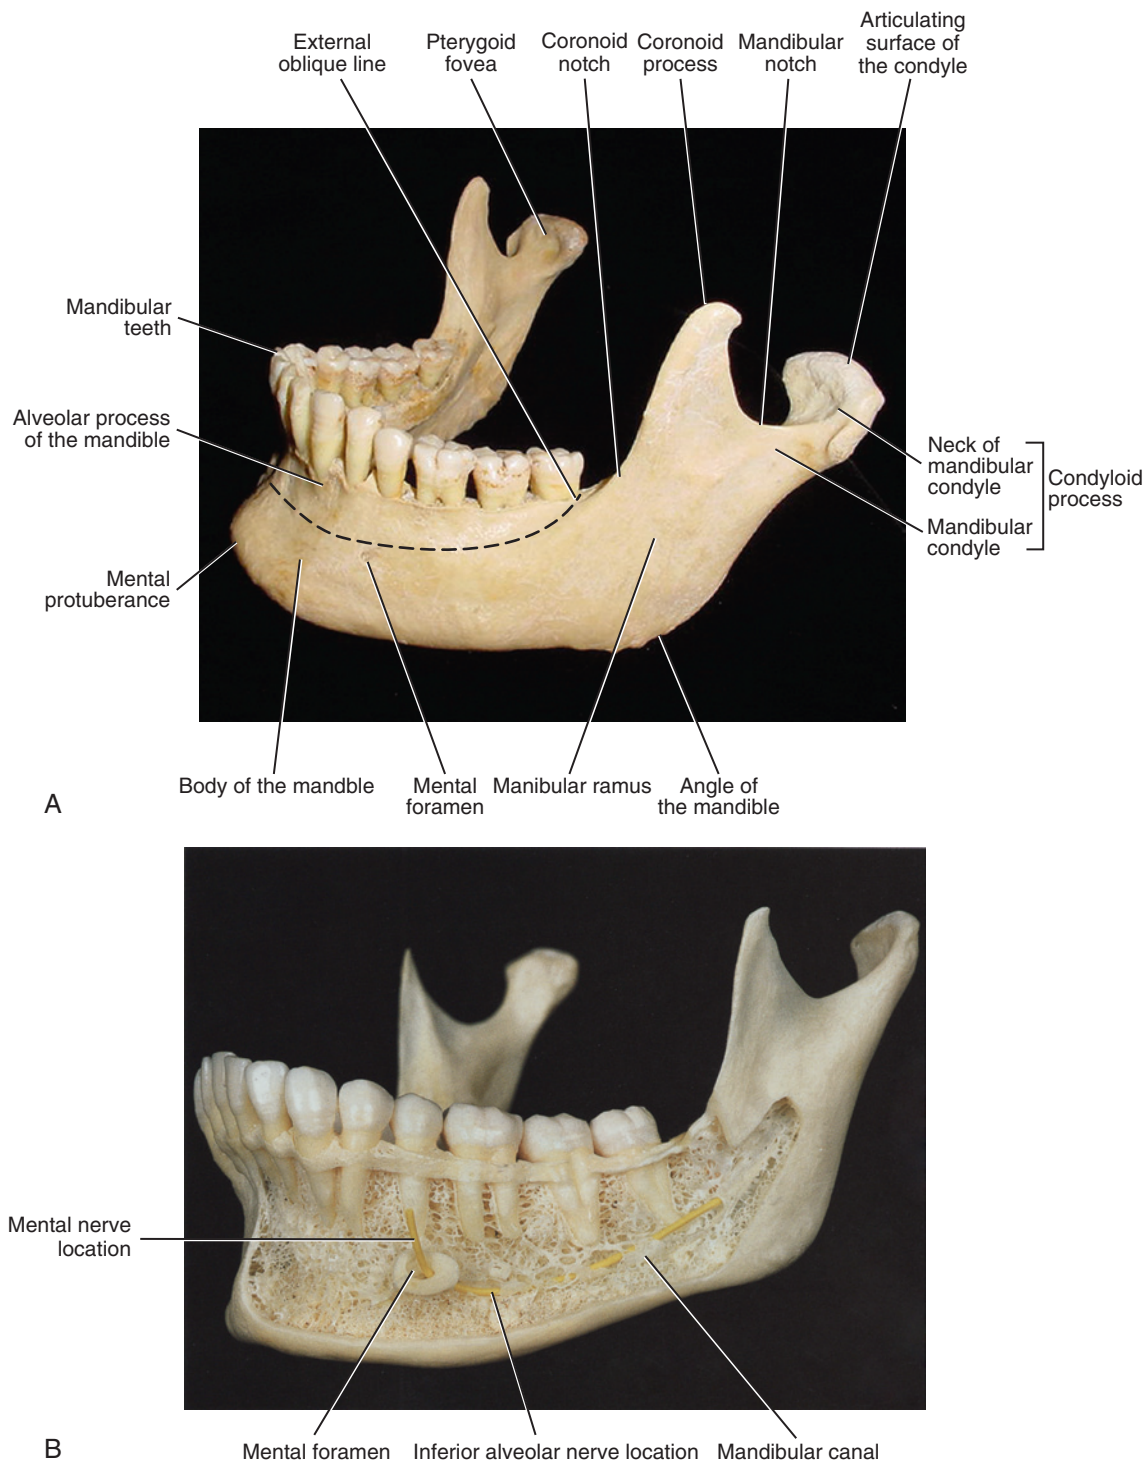 External
oblique line
Pterygoid
fovea
Coronoid
notch
Coronoid
process
Mandibular
notch
Articulating
surface of
the condyle
Mandibular
teeth
Alveolar process
of the mandible
Mental
protuberance
Neck of
mandibular
condyle
Mandibular
condyle
Condyloid
process
Body of the mandble
Mental
foramen
Manibular ramus
Angle of
the mandible
A
Mental nerve
location
Mental foramen
Inferior alveolar nerve location
Mandibular canal
B